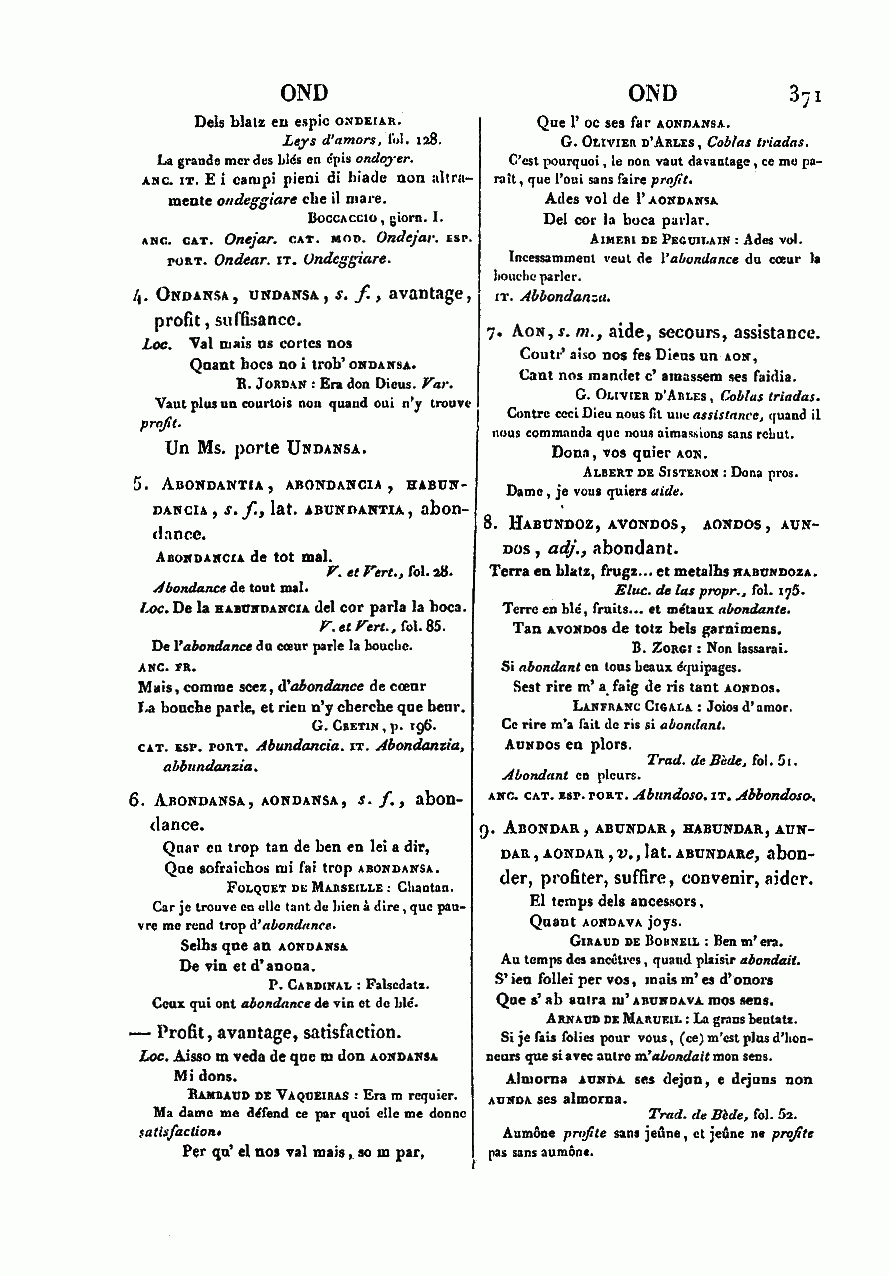 OND
OND 371
Dels blatz en espic ONDEIAR.
Leys d'amors, fol. 128.
La grande mer des blés en épis ondoyer.
ANC. IT. E i campi pieni di biade non altra-
mente ondeggiare che il mare.
BOCCACCIO, giorn. I.
ANC. CAT. Onejar. CAT. MOD. Ondejar. ESP.
PORT. Ondear. IT. Ondeggiare.
4. ONDANSA, UNDANSA, s. f., avantage,
profit, suffisance.
Loc. Val mais us cortes nos
Quant hocs no i trob' ONDANSA.
R. JORDAN : Era don Dieus. Var.
Vaut plus un courtois non quand oui n'y trouve
profit.
Un Ms. porte UNDANSA.
5. ABONDANTIA, ABONDANCIA, HABUN-
DANCIA, s. f., lat. ABUNDANTIA, abon-
dance.
ABONDANCIA de tot mal.
V. et Vert., fol. 28.
Abondance de tout mal.
Loc. De la HABUNDANCIA del cor parla la boca.
V. et Vert., fol. 85.
De l'abondance du cœur parle la bouche.
ANC. FR.
Mais, comme scez, d'abondance de cœur
La bouche parle, et rien n'y cherche que heur.
G. CRETIN, p. 196.
CAT. ESP. PORT. Abundancia. IT. Abondanzia,
abbundanzia.
6. ABONDANSA, AONDANSA, s. f., abon-
dance.
Quar en trop tan de ben en lei a dir,
Que sofraichos mi fai trop ABONDANSA.
FOLQUET DE MARSEILLE : Chantan.
Car je trouve en elle tant de bien à dire, que pau-
vre me rend trop d'abondance.
Selhs que an AONDANSA
De vin et d'anona.
P. CARDINAL : Falsedatz.
Ceux qui ont abondance de vin et de blé.
— Profit, avantage, satisfaction.
Loc. Aisso m veda de que m don AONDANSA
Mi dons.
RAMBAUD DE VAQUEIRAS : Era m requier.
Ma dame me défend ce par quoi elle me donne
satisfaction.
Per qu' el nos val mais, so m par,
Que l' oc ses far AONDANSA.
G. OLIVIER D'ARLES, Coblas triadas.
C'est pourquoi, le non vaut davantage, ce me pa-
raît, que l'oui sans faire profit.
Ades vol de l' AONDANSA
Del cor la boca parlar.
AIMERI DE PEGUILAIN : Ades vol.
Incessamment veut de l'abondance du cœur la
bouche parler.
IT. Abbondanza.
7. AON, s. m., aide, secours, assistance.
Contr' aiso nos fes Dieus un AON,
Cant nos mandet c' amassem ses faidia.
G. OLIVIER D'ARLES, Coblas triadas.
Contre ceci Dieu nous fit une assistance, quand il
nous commanda que nous aimassions sans rebut.
Dona, vos quier AON.
ALBERT DE SISTERON : Dona pros.
Dame, je vous quiers aide.
8. HABUNDOZ, AVONDOS, AONDOS, AUN-
DOS, adj., abondant.
Terra en blatz, frugz... et metalhs HABUNDOZA.
Eluc. de las propr., fol. 175.
Terre en blé, fruits... et métaux abondante.
Tan AVONDOS de totz bels garnimens.
B. ZORGI : Non lassarai.
Si abondant en tous beaux équipages.
Sest rire m' a faig de ris tant AONDOS.
LANFRANC CIGALA : Joios d'amor.
Ce rire m'a fait de ris si abondant.
AUNDOS en plors.
Trad. de Bède, fol. 51.
Abondant en pleurs.
ANC. CAT. ESP. PORT. Abundoso. IT. Abbondoso.
9. ABONDAR, ABUNDAR, HABUNDAR, AUN-
DAR, AONDAR, v., lat. ABUNDARe, abon-
der, profiter, suffire, convenir, aider.
El temps dels ancessors,
Quant AONDAVA joys.
GIRAUD DE BORNEIL : Ben m' era.
Au temps des ancêtres, quand plaisir abondait.
S' ieu follei per vos, mais m' es d'onors
Que s' ab autra m' ABUNDAVA mos sens.
ARNAUD DE MARUEIL : La grans beutatz.
Si je fais folies pour vous, (ce) m'est plus d'hon-
neurs que si avec autre m'abondait mon sens.
Almorna AUNDA ses dejun, e dejuns non
AUNDA ses almorna.
Trad. de Bède, fol. 52.
Aumône profite sans jeûne, et jeûne ne profite
pas sans aumône.